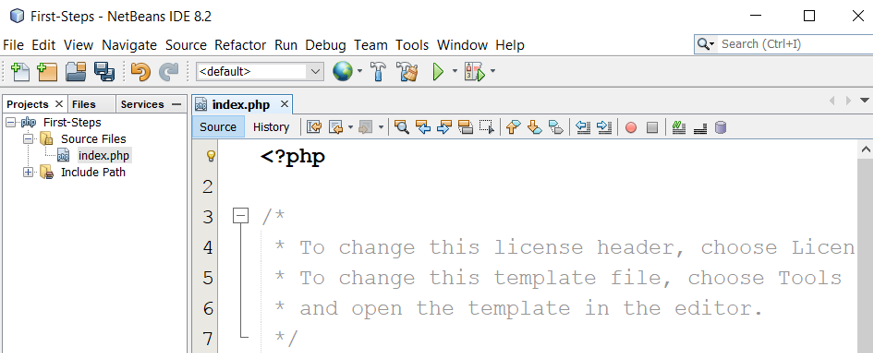 First-Steps - NetBeans IDE 8.2
File Edit View Navigate Source Refactor Run Debug Team Tools Window Help
Search (Ctrl+I)
<default>
Projects Files Services
index.php
First-Steps
Source Files
index.php
Include Path
Source History
<?php
2
3 /*
4 * To change this license header, choose Licen
5 * To change this template file, choose Tools
6 * and open the template in the editor.
7 */